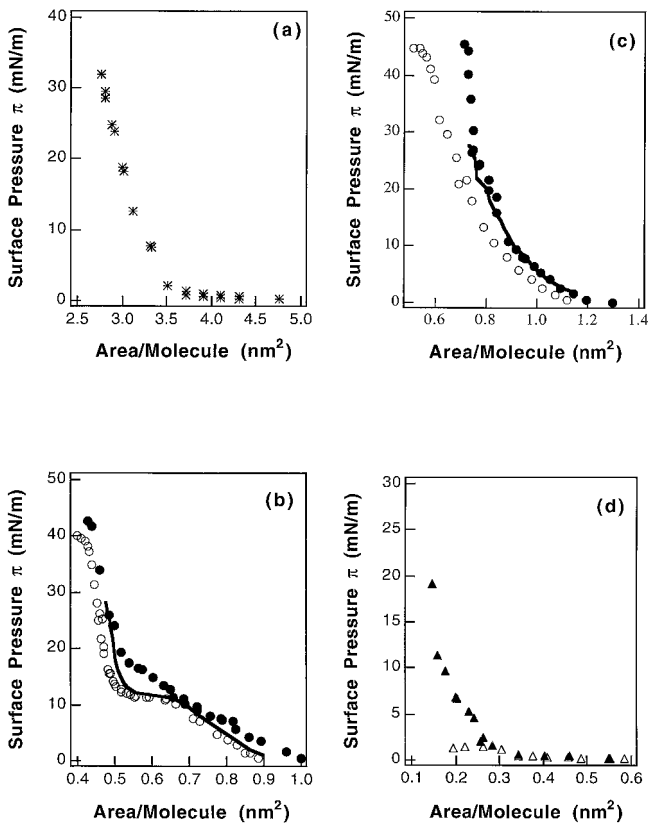 (a)
Surface Pressure π (mN/m)
40
30
20
10
0
2.5 3.0 3.5 4.0 4.5 5.0
Area/Molecule (nm²)
(c)
Surface Pressure π (mN/m)
50
40
30
20
10
0
0.6 0.8 1.0 1.2 1.4
Area/Molecule (nm²)
(b)
Surface Pressure π (mN/m)
50
40
30
20
10
0
0.4 0.5 0.6 0.7 0.8 0.9 1.0
Area/Molecule (nm²)
(d)
Surface Pressure π (mN/m)
30
25
20
15
10
5
0
0.1 0.2 0.3 0.4 0.5 0.6
Area/Molecule (nm²)